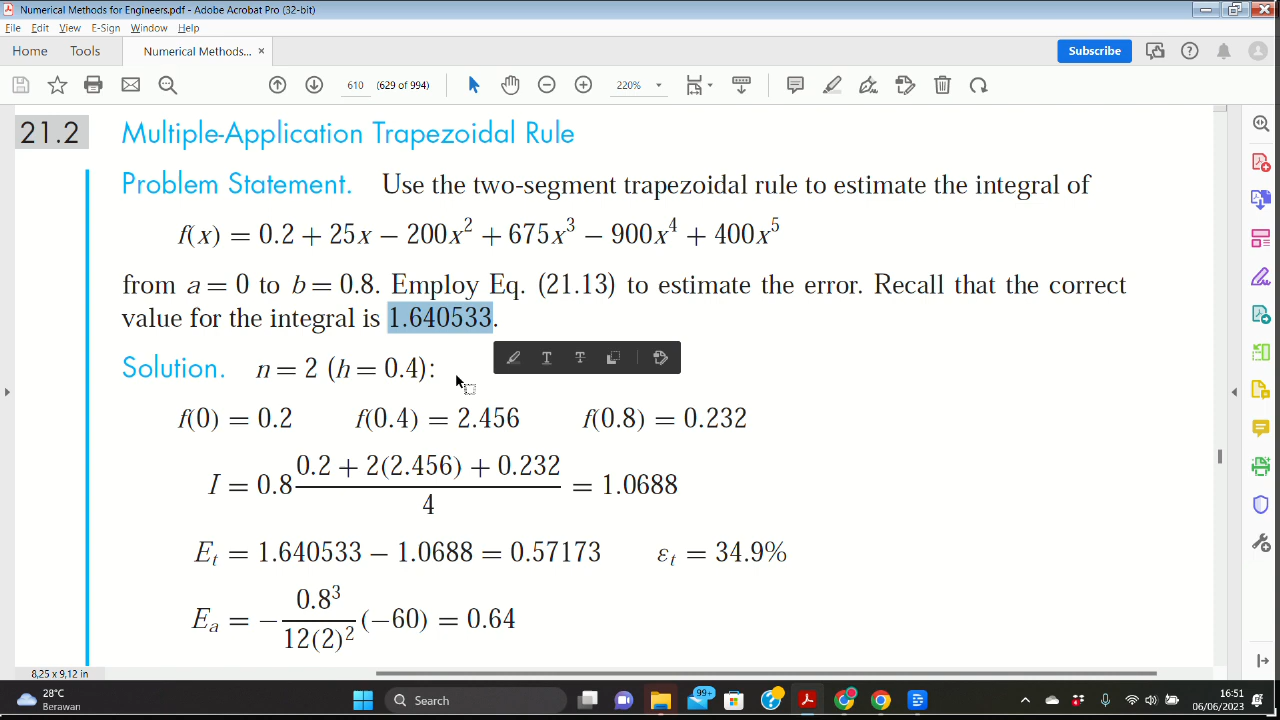 Numerical Methods for Engineers.pdf - Adobe Acrobat Pro (32-bit)
File Edit View E-Sign Window Help
Home Tools Numerical Methods... × Subscribe
610 (629 of 994) 220%
21.2 Multiple-Application Trapezoidal Rule
Problem Statement. Use the two-segment trapezoidal rule to estimate the integral of
f(x) = 0.2 + 25x − 200x² + 675x³ − 900x⁴ + 400x⁵
from a = 0 to b = 0.8. Employ Eq. (21.13) to estimate the error. Recall that the correct
value for the integral is 1.640533.
Solution. n = 2 (h = 0.4):
f(0) = 0.2 f(0.4) = 2.456 f(0.8) = 0.232
I = 0.8 (0.2 + 2(2.456) + 0.232)/4 = 1.0688
Eₜ = 1.640533 − 1.0688 = 0.57173 εₜ = 34.9%
Eₐ = − 0.8³/12(2)² (−60) = 0.64
8,25 x 9,12 in
28°C
Berawan
Search
99+
16:51
06/06/2023